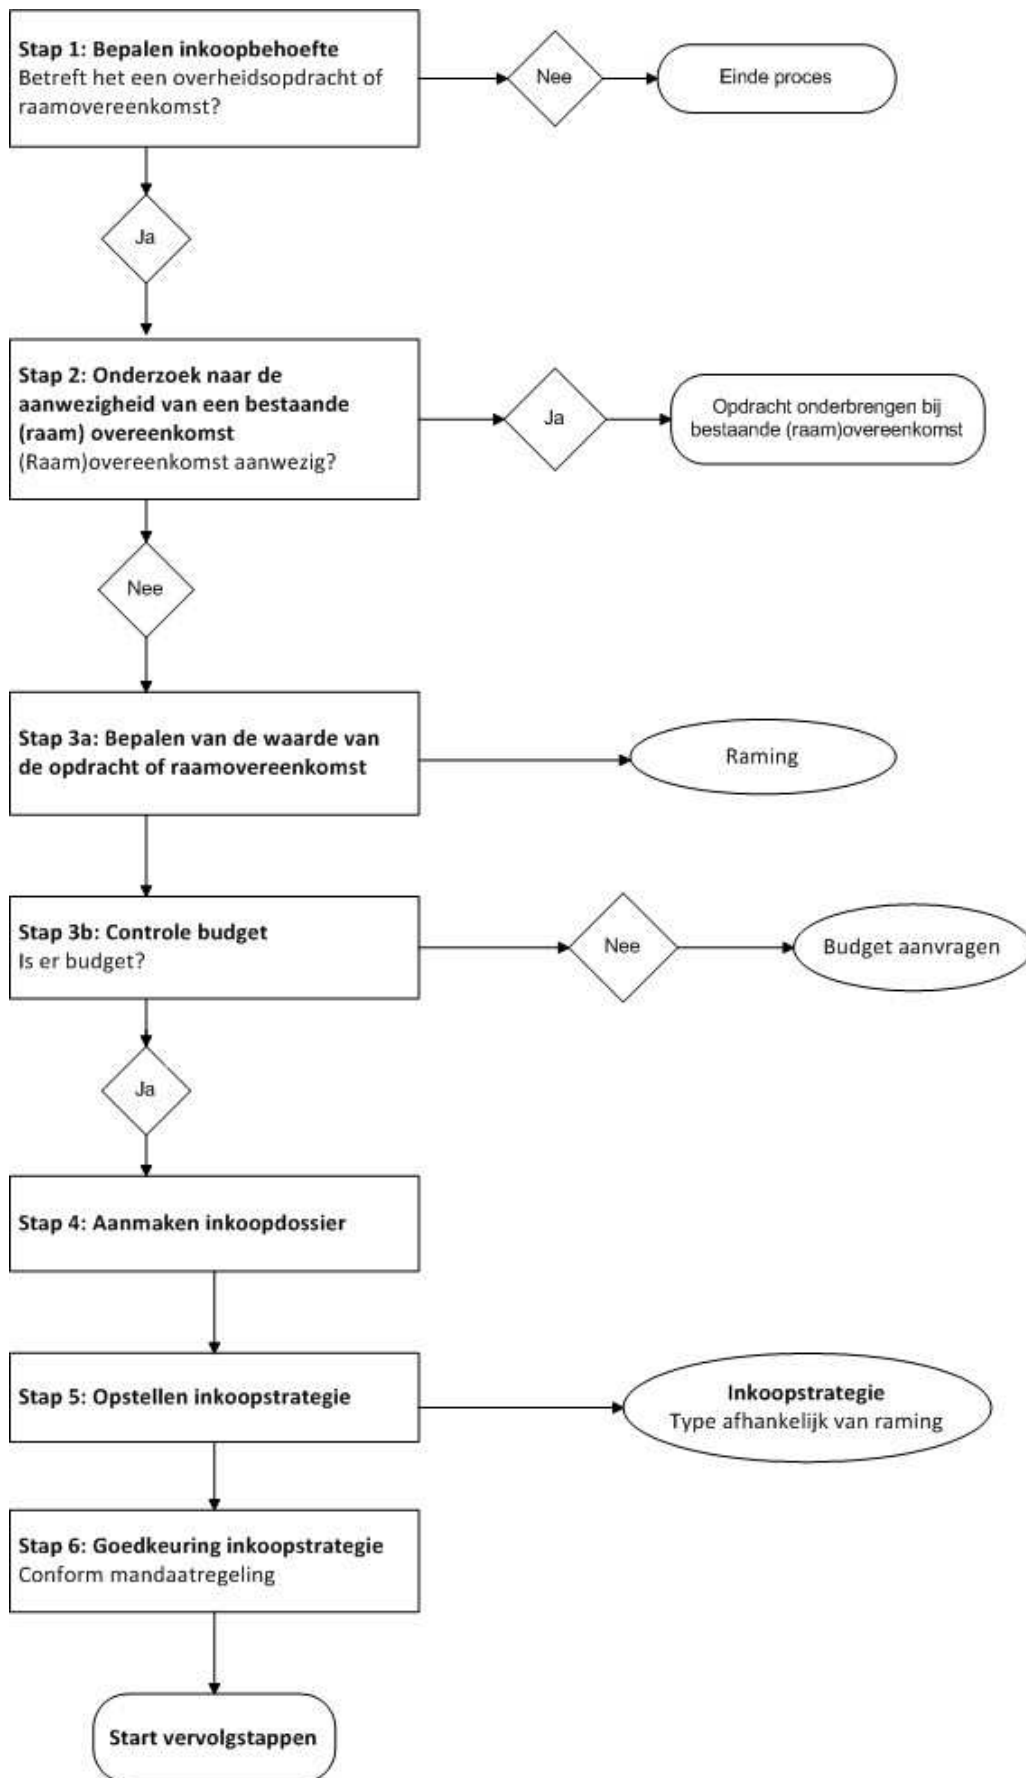 Stap 1: Bepalen inkoopbehoefte
Betreft het een overheidsopdracht of
raamovereenkomst?
Nee
Einde proces
Ja
Stap 2: Onderzoek naar de
aanwezigheid van een bestaande
(raam) overeenkomst
(Raam)overeenkomst aanwezig?
Ja
Opdracht onderbrengen bij
bestaande (raam)overeenkomst
Nee
Stap 3a: Bepalen van de waarde van
de opdracht of raamovereenkomst
Raming
Stap 3b: Controle budget
Is er budget?
Nee
Budget aanvragen
Ja
Stap 4: Aanmaken inkoopdossier
Stap 5: Opstellen inkoopstrategie
Inkoopstrategie
Type afhankelijk van raming
Stap 6: Goedkeuring inkoopstrategie
Conform mandaatregeling
Start vervolgstappen